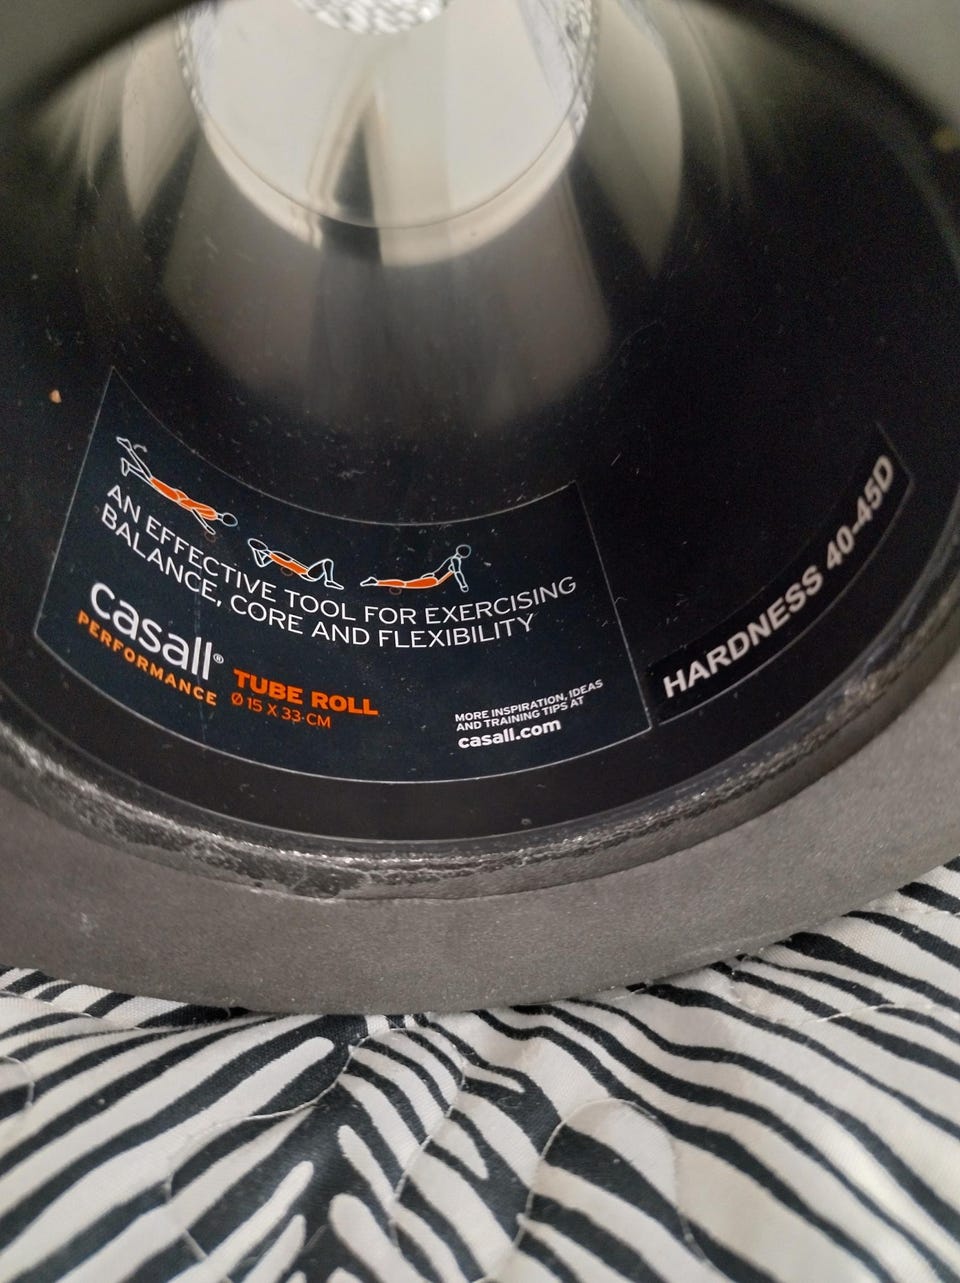 AN EFFECTIVE TOOL FOR EXERCISING
BALANCE, CORE AND FLEXIBILITY
casall®
PERFORMANCE
TUBE ROLL
Ø 15 X 33-CM
MORE INSPIRATION, IDEAS
AND TRAINING TIPS AT
casall.com
HARDNESS 40-45D